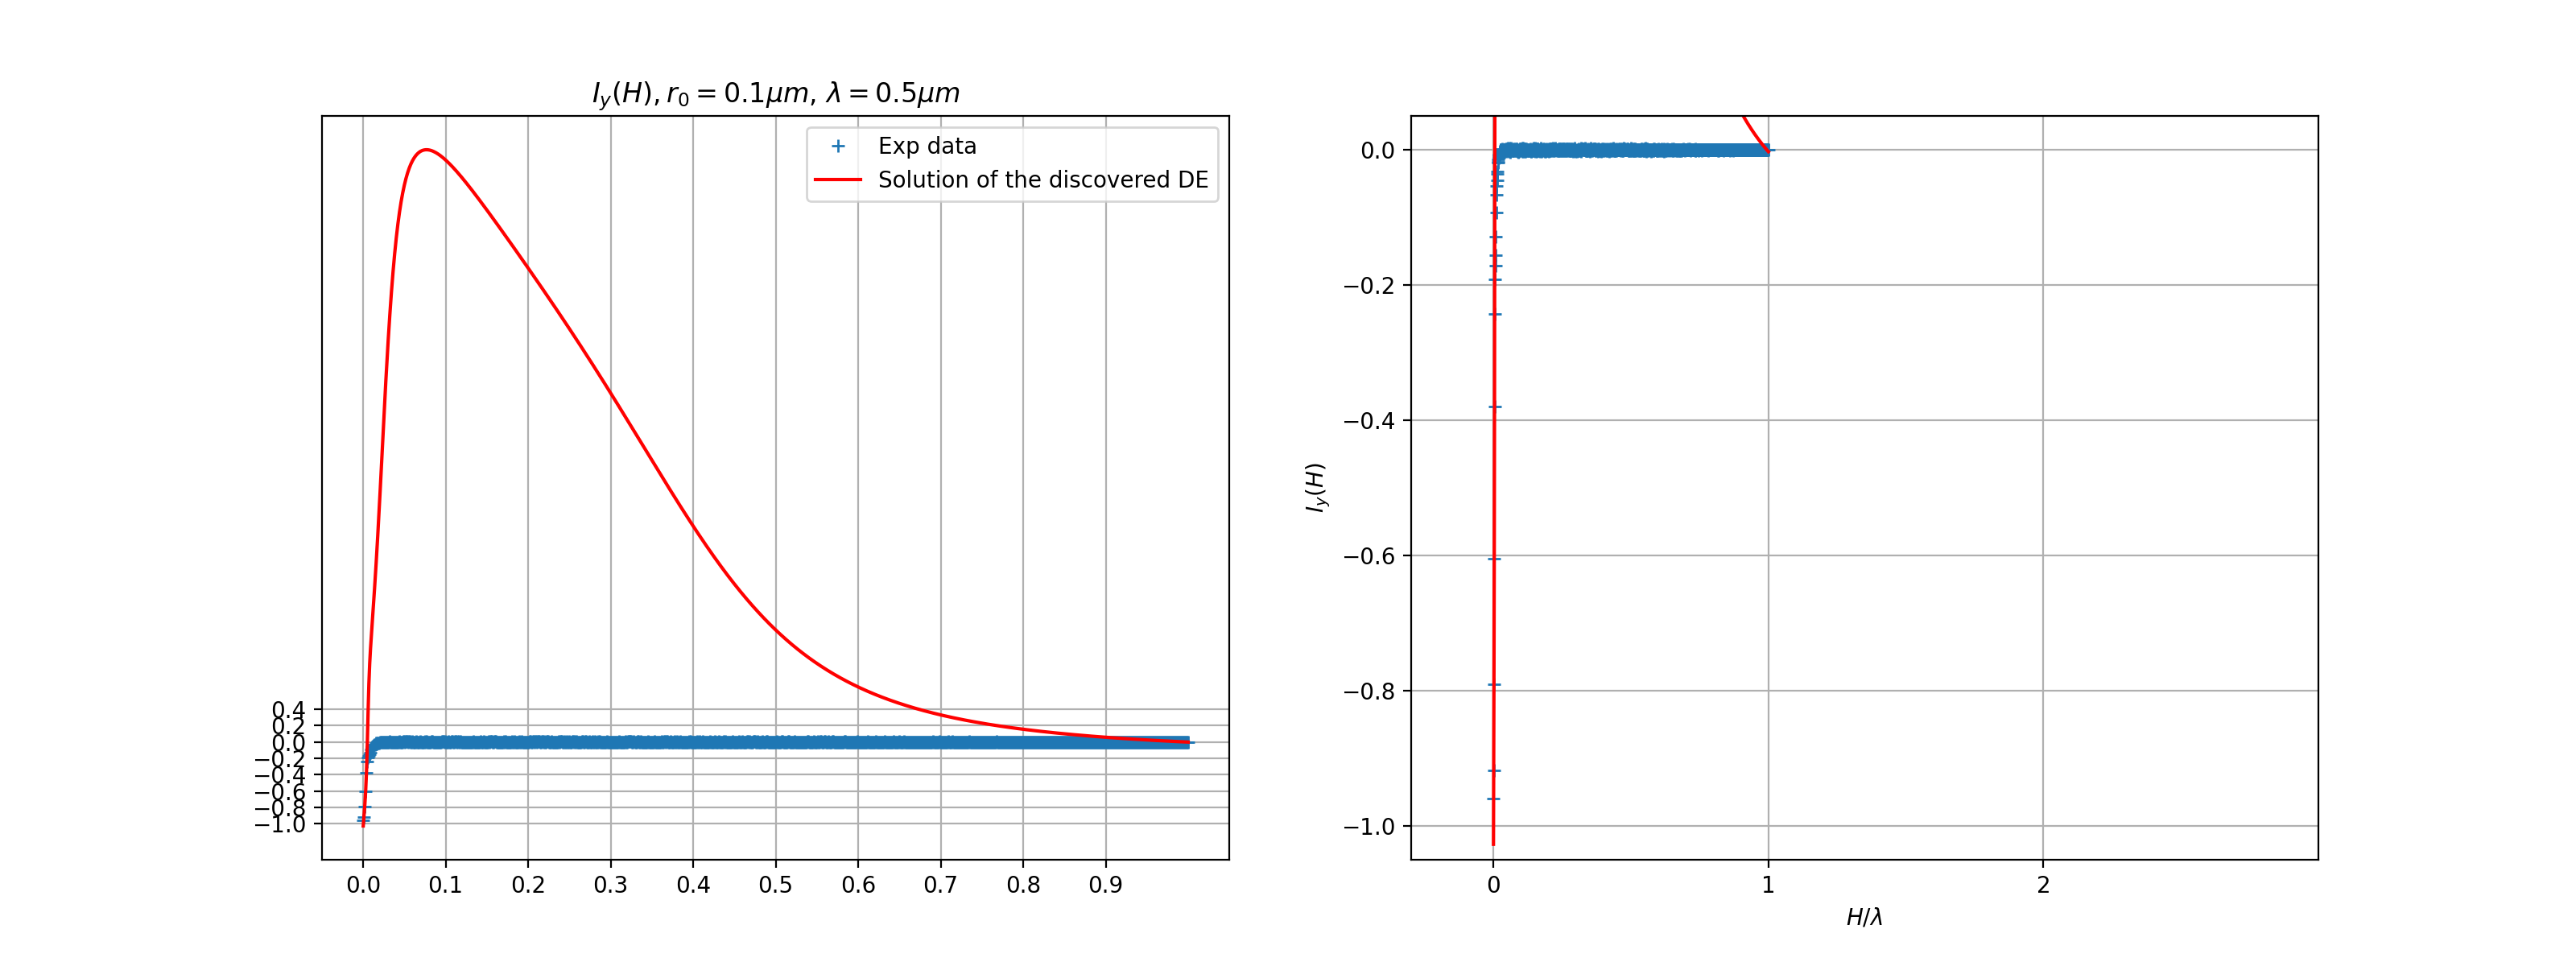 I_y(H), r_0 = 0.1μm, λ = 0.5μm
Exp data
Solution of the discovered DE
0.4
0.2
0.0
−0.2
−0.4
−0.6
−0.8
−1.0
0.0 0.1 0.2 0.3 0.4 0.5 0.6 0.7 0.8 0.9
I_y(H)
0.0
−0.2
−0.4
−0.6
−0.8
−1.0
0 1 2
H/λ